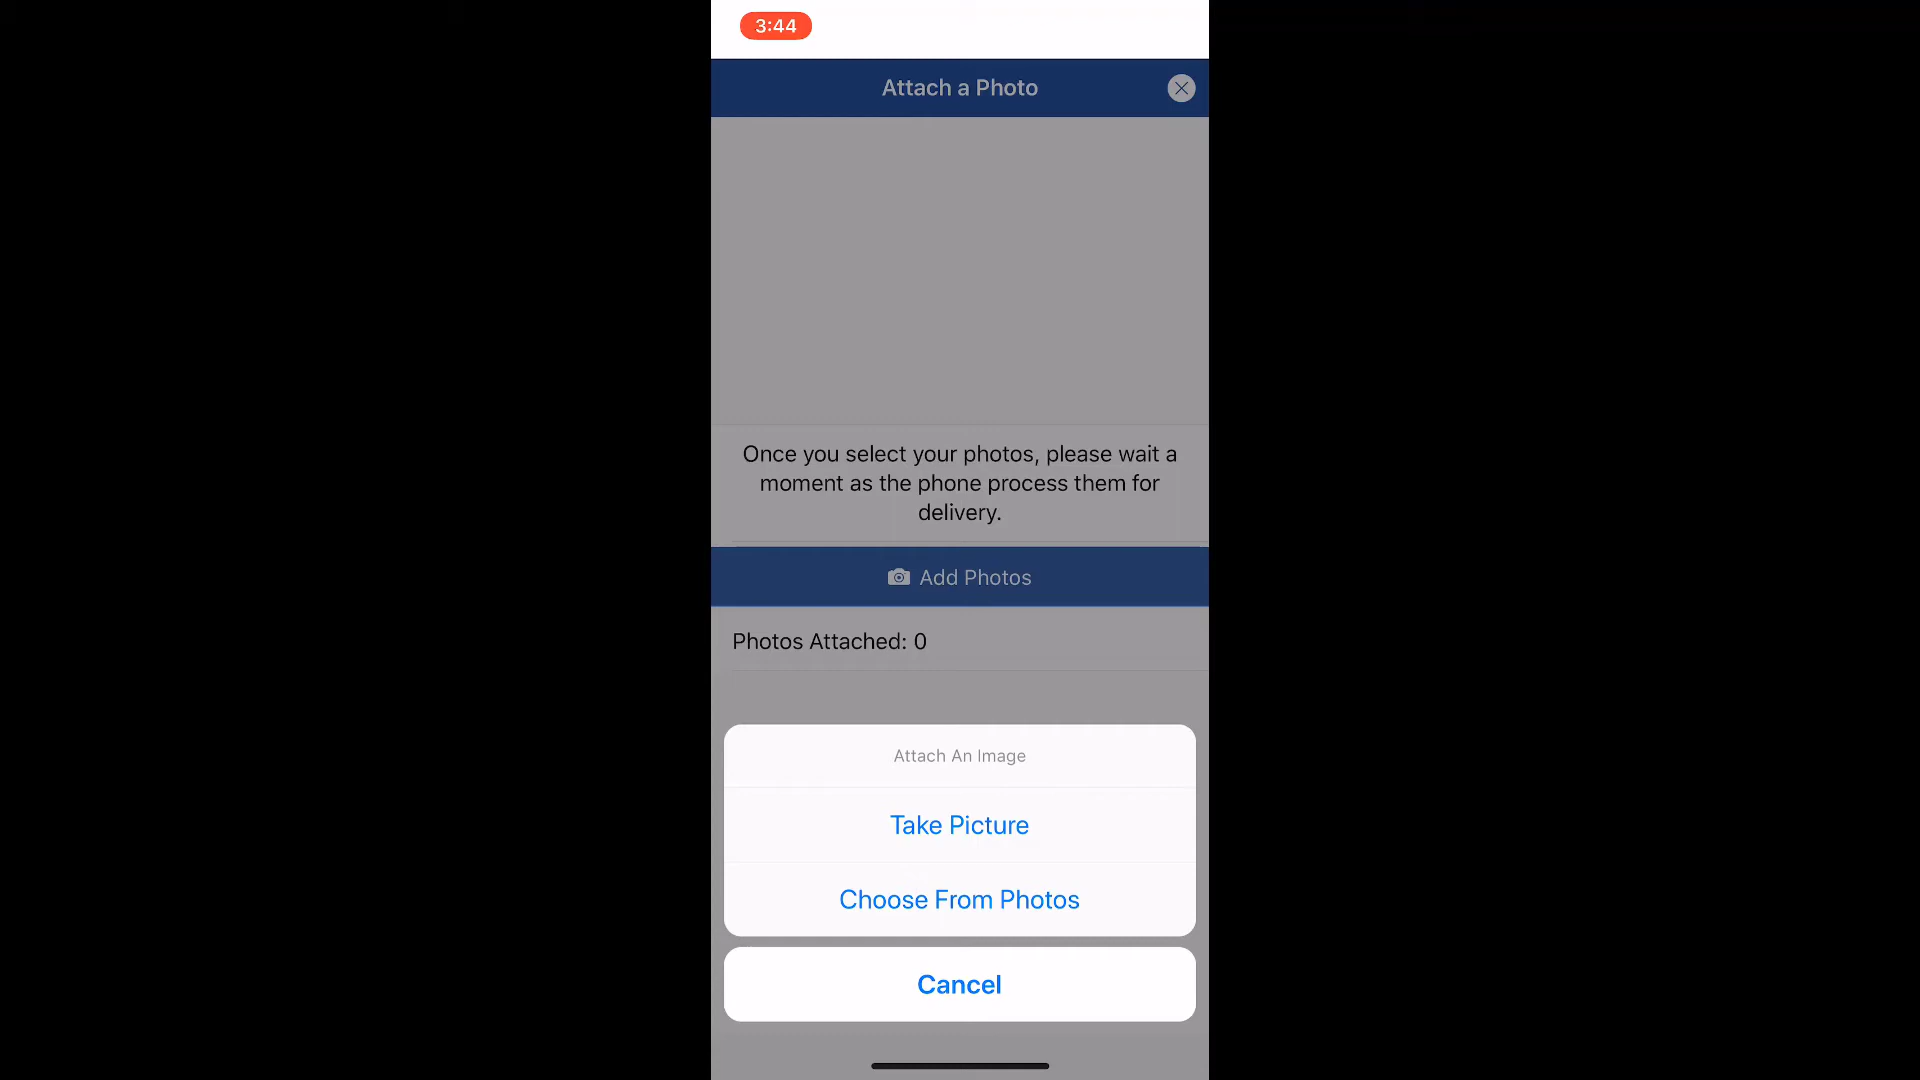 3:44
Attach a Photo
Once you select your photos, please wait a
moment as the phone process them for
delivery.
Add Photos
Photos Attached: 0
Attach An Image
Take Picture
Choose From Photos
Cancel